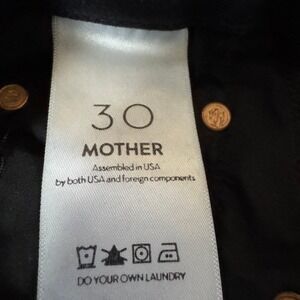 30
MOTHER
Assembled in USA
by both USA and foreign components
DO YOUR OWN LAUNDRY